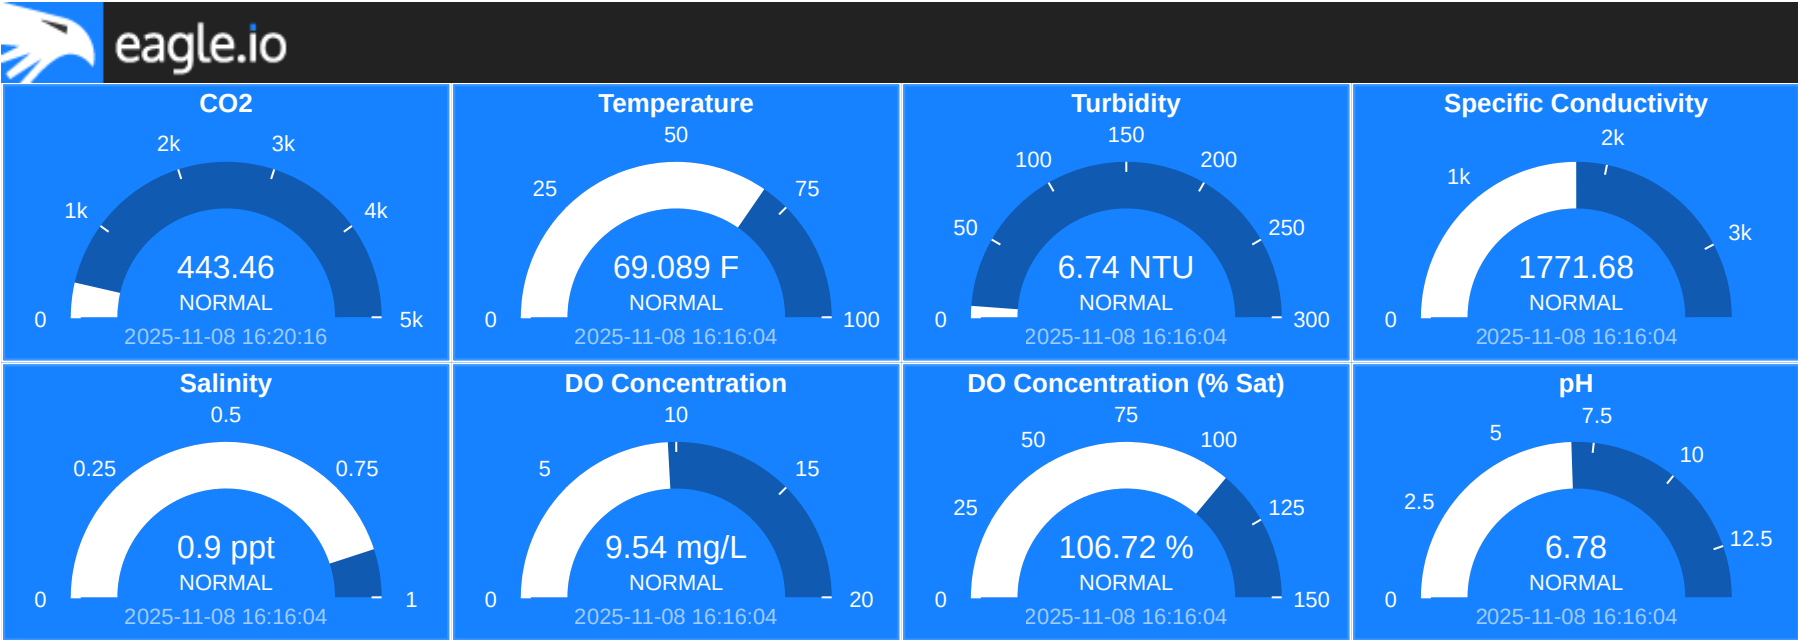 eagle.io
CO2
2k
3k
1k
4k
443.46
NORMAL
0
5k
2025-11-08 16:20:16
Temperature
50
25
75
69.089 F
NORMAL
0
100
2025-11-08 16:16:04
Turbidity
150
100
200
50
250
6.74 NTU
NORMAL
0
300
2025-11-08 16:16:04
Specific Conductivity
2k
1k
3k
1771.68
NORMAL
0
2025-11-08 16:16:04
Salinity
0.5
0.25
0.75
0.9 ppt
NORMAL
0
1
2025-11-08 16:16:04
DO Concentration
10
5
15
9.54 mg/L
NORMAL
0
20
2025-11-08 16:16:04
DO Concentration (% Sat)
75
50
100
25
125
106.72 %
NORMAL
0
150
2025-11-08 16:16:04
pH
7.5
5
10
2.5
12.5
6.78
NORMAL
0
2025-11-08 16:16:04